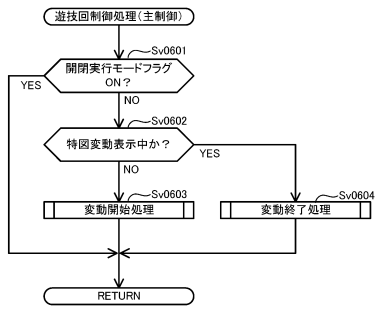 遊技回制御処理(主制御)
Sv0601
開閉実行モードフラグ
ON?
YES
NO
Sv0602
特図変動表示中か?
YES
NO
Sv0603
変動開始処理
Sv0604
変動終了処理
RETURN